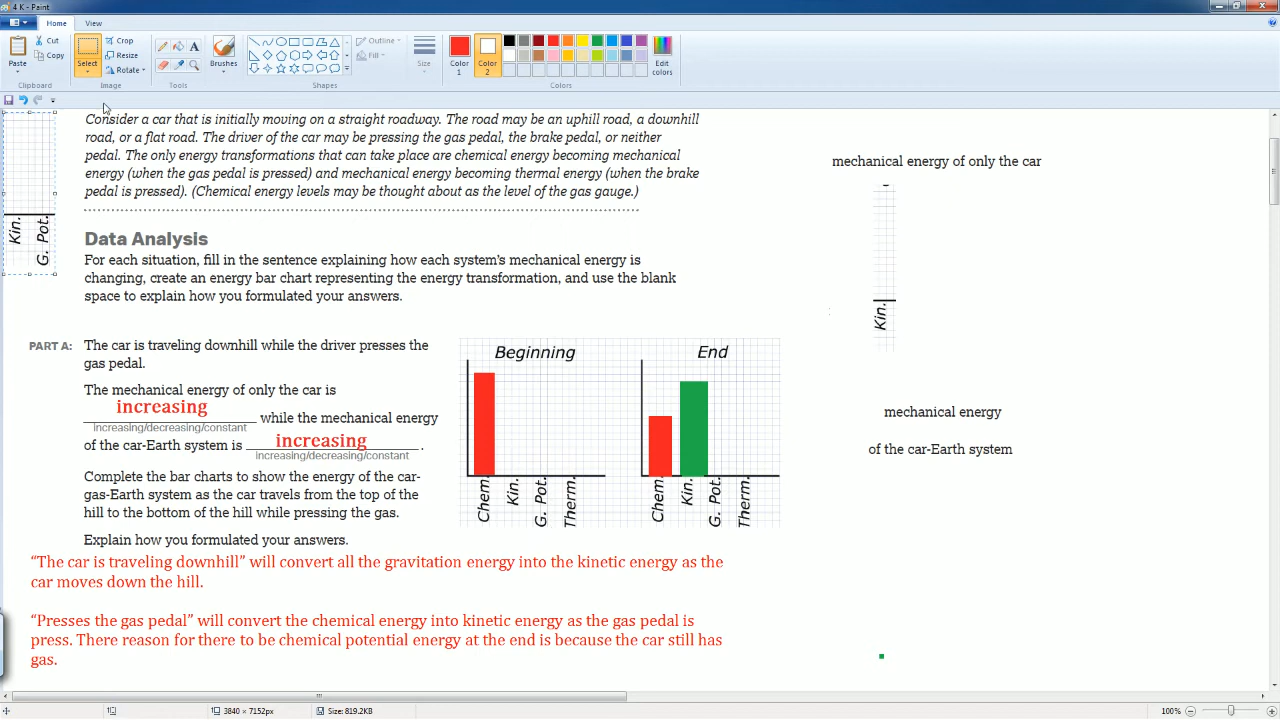 4 K - Paint
Home
View
Paste
Cut
Copy
Clipboard
Select
Crop
Resize
Rotate
Image
A
Tools
Brushes
Outline
Fill
Shapes
Size
Color
1
Color
2
Edit
colors
Colors
Kin.
G. Pot.
Consider a car that is initially moving on a straight roadway. The road may be an uphill road, a downhill
road, or a flat road. The driver of the car may be pressing the gas pedal, the brake pedal, or neither
pedal. The only energy transformations that can take place are chemical energy becoming mechanical
energy (when the gas pedal is pressed) and mechanical energy becoming thermal energy (when the brake
pedal is pressed). (Chemical energy levels may be thought about as the level of the gas gauge.)
Data Analysis
For each situation, fill in the sentence explaining how each system's mechanical energy is
changing, create an energy bar chart representing the energy transformation, and use the blank
space to explain how you formulated your answers.
PART A: The car is traveling downhill while the driver presses the
gas pedal.
The mechanical energy of only the car is
increasing
while the mechanical energy
increasing/decreasing/constant
of the car-Earth system is increasing.
increasing/decreasing/constant
Complete the bar charts to show the energy of the car-
gas-Earth system as the car travels from the top of the
hill to the bottom of the hill while pressing the gas.
Explain how you formulated your answers.
Beginning
Chem.
Kin.
G. Pot.
Therm.
End
Chem.
Kin.
G. Pot.
Therm.
"The car is traveling downhill" will convert all the gravitation energy into the kinetic energy as the
car moves down the hill.
"Presses the gas pedal" will convert the chemical energy into kinetic energy as the gas pedal is
press. There reason for there to be chemical potential energy at the end is because the car still has
gas.
mechanical energy of only the car
Kin.
mechanical energy
of the car-Earth system
3840 × 7152px
Size: 819.2KB
100%